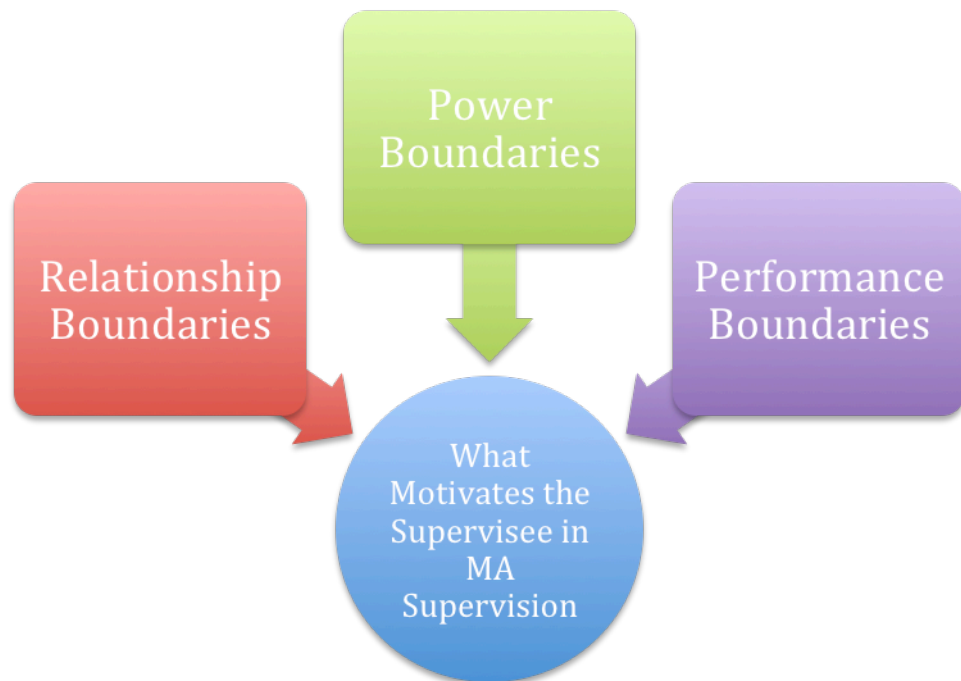 Power
Boundaries
Relationship
Boundaries
Performance
Boundaries
What
Motivates the
Supervisee in
MA
Supervision